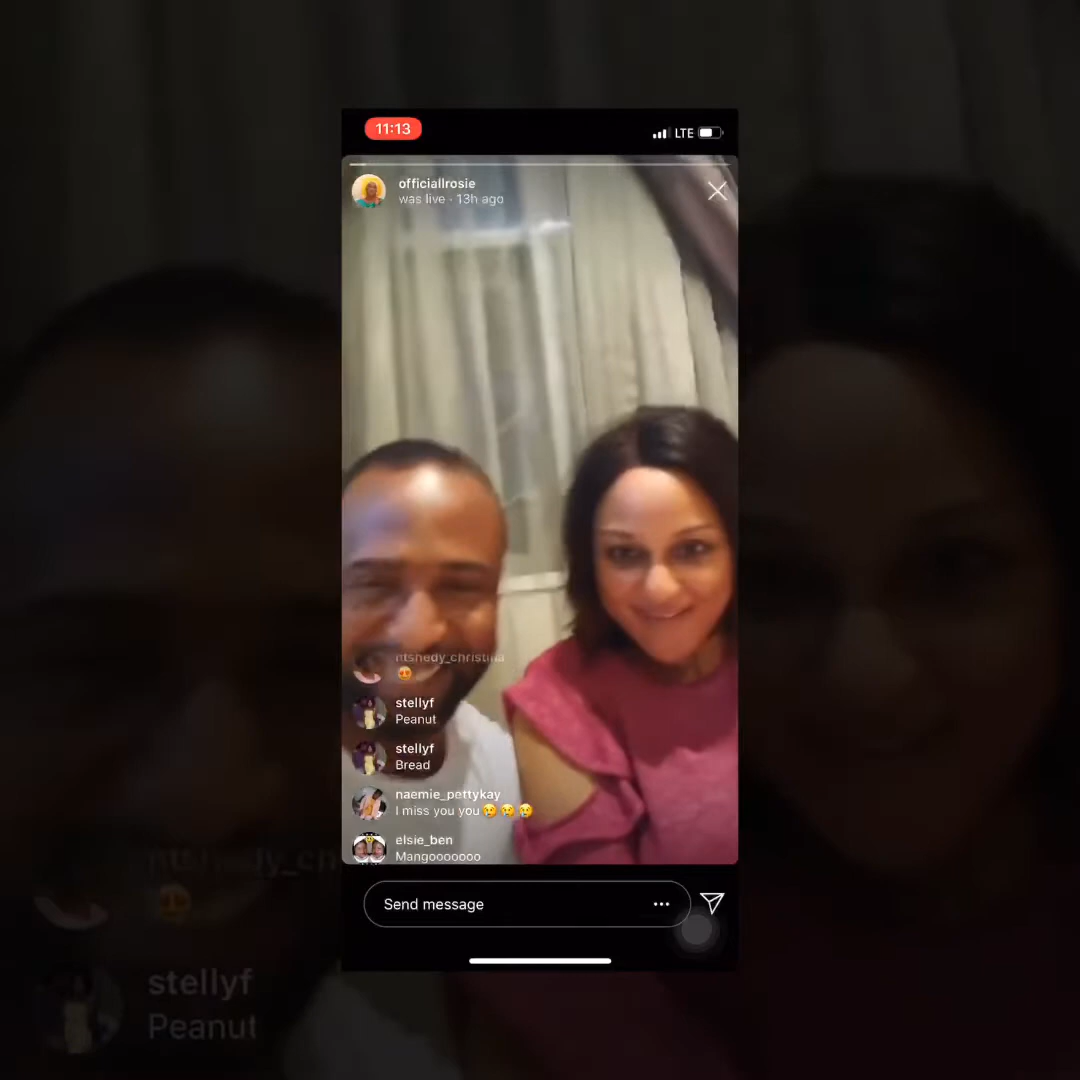 11:13
LTE
officiallrosie
was live · 13h ago
ntshedy_christina
😍
stellyf
Peanut
stellyf
Bread
naemie_pettykay
I miss you you😢😢😢
elsie_ben
Mangooooooo
Send message
stellyf
Peanut